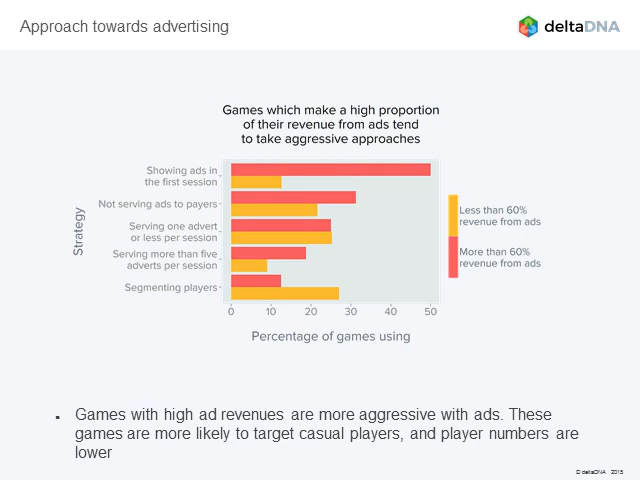 Approach towards advertising
deltaDNA
Games which make a high proportion
of their revenue from ads tend
to take aggressive approaches
Strategy
Showing ads in
the first session
Not serving ads to payers
Serving one advert
or less per session
Serving more than five
adverts per session
Segmenting players
0 10 20 30 40 50
Percentage of games using
Less than 60%
revenue from ads
More than 60%
revenue from ads
• Games with high ad revenues are more aggressive with ads. These
games are more likely to target casual players, and player numbers are
lower
© deltaDNA 2015